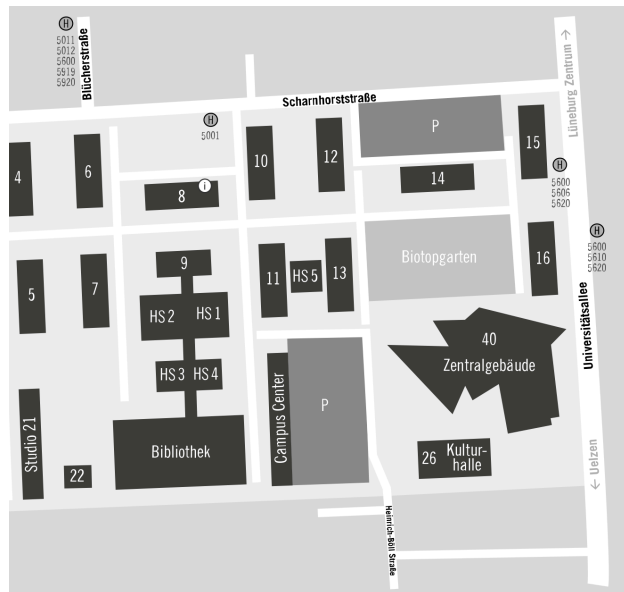 H
5011
5012
5600
5919
5920
Blücherstraße
H
5001
Scharnhorststraße
Lüneburg Zentrum →
P
4
6
8
i
10
12
14
15
H
5600
5606
5620
H
5600
5610
5620
5
7
9
11
HS 5
13
Biotopgarten
16
HS 2
HS 1
HS 3
HS 4
40
Zentralgebäude
Universitätsallee
Studio 21
22
Bibliothek
Campus Center
P
26
Kultur-
halle
← Uelzen
Heinrich-Böll Straße